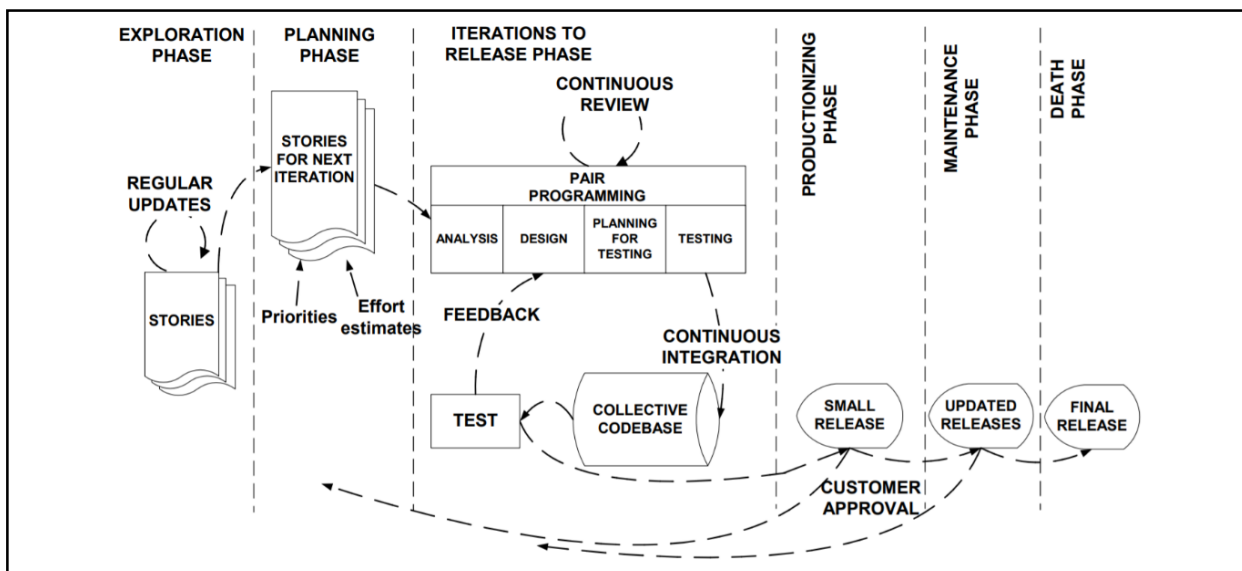 EXPLORATION
PHASE
PLANNING
PHASE
ITERATIONS TO
RELEASE PHASE
PRODUCTIONIZING
PHASE
MAINTENANCE
PHASE
DEATH
PHASE
REGULAR
UPDATES
STORIES
STORIES
FOR NEXT
ITERATION
Priorities
Effort
estimates
CONTINUOUS
REVIEW
PAIR
PROGRAMMING
ANALYSIS
DESIGN
PLANNING
FOR
TESTING
TESTING
FEEDBACK
CONTINUOUS
INTEGRATION
TEST
COLLECTIVE
CODEBASE
SMALL
RELEASE
UPDATED
RELEASES
FINAL
RELEASE
CUSTOMER
APPROVAL